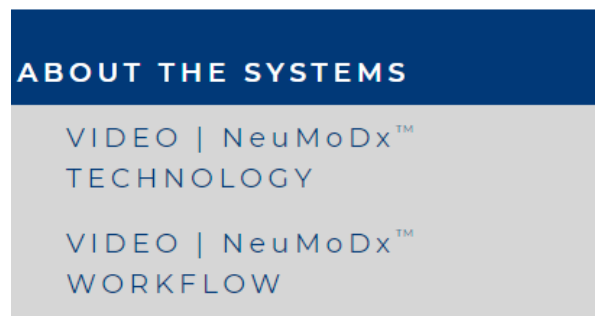 ABOUT THE SYSTEMS
VIDEO | NeuMoDx™
TECHNOLOGY
VIDEO | NeuMoDx™
WORKFLOW